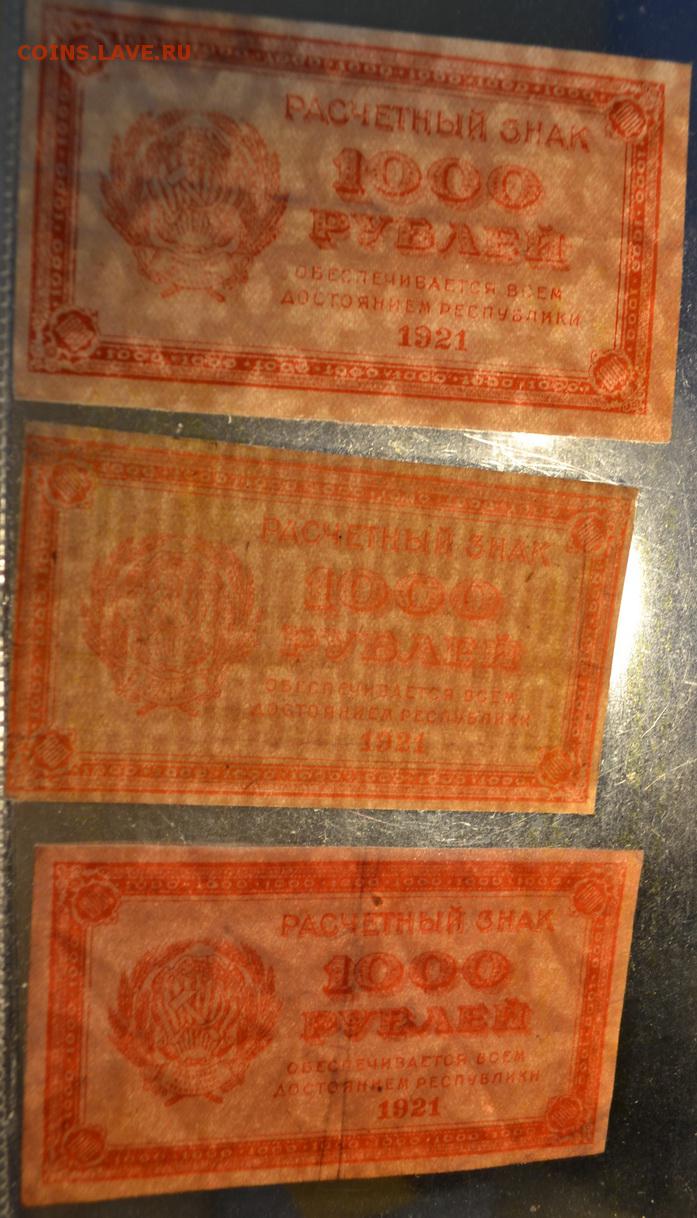 COINS.LAVE.RU
РАСЧЕТНЫЙ ЗНАК
1000
РУБЛЕЙ
ОБЕСПЕЧИВАЕТСЯ ВСЕМ
ДОСТОЯНИЕМ РЕСПУБЛИКИ
1921
РАСЧЕТНЫЙ ЗНАК
1000
РУБЛЕЙ
ОБЕСПЕЧИВАЕТСЯ ВСЕМ
ДОСТОЯНИЕМ РЕСПУБЛИКИ
1921
РАСЧЕТНЫЙ ЗНАК
1000
РУБЛЕЙ
ОБЕСПЕЧИВАЕТСЯ ВСЕМ
ДОСТОЯНИЕМ РЕСПУБЛИКИ
1921